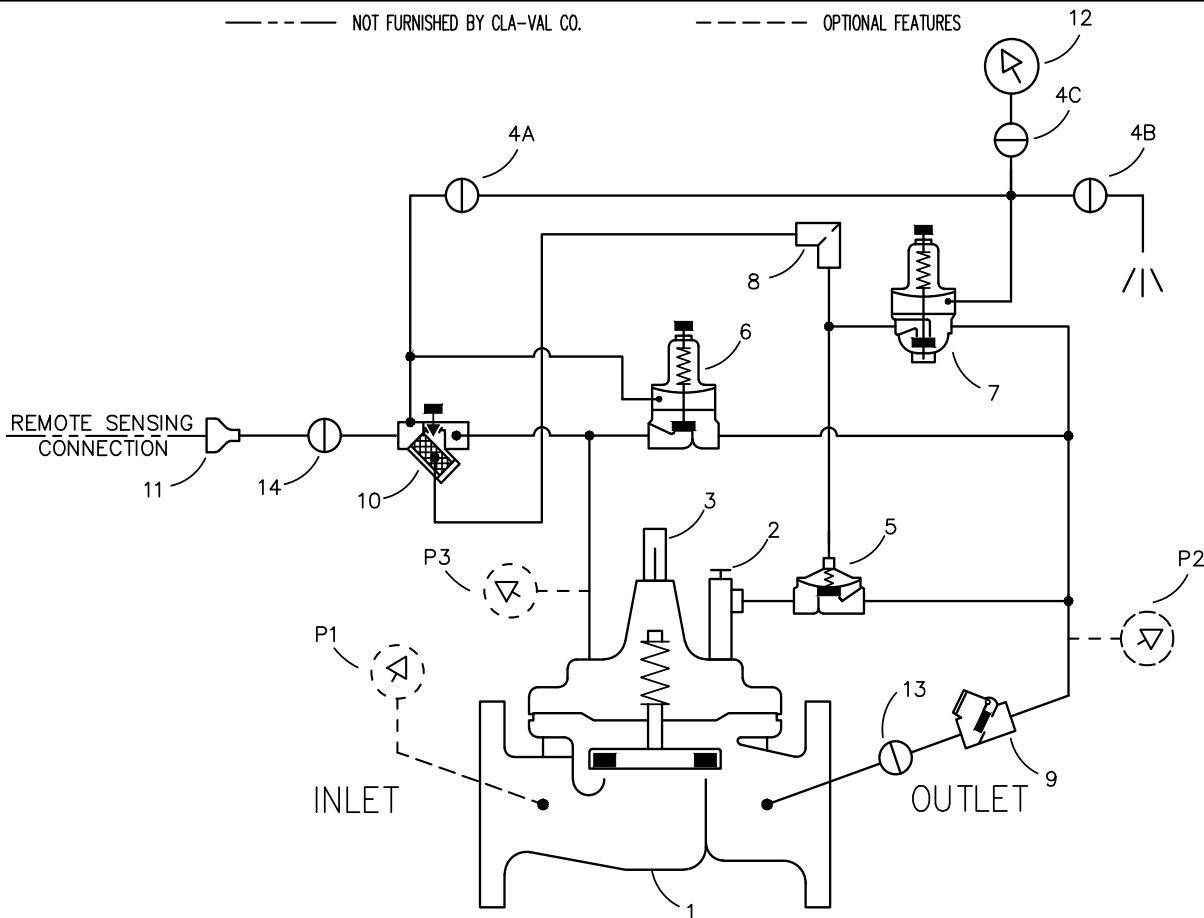 NOT FURNISHED BY CLA-VAL CO.
OPTIONAL FEATURES
12
4C
4A
4B
8
6
7
REMOTE SENSING
CONNECTION
11
14
10
3
2
5
P3
P2
P1
13
9
INLET
OUTLET
1